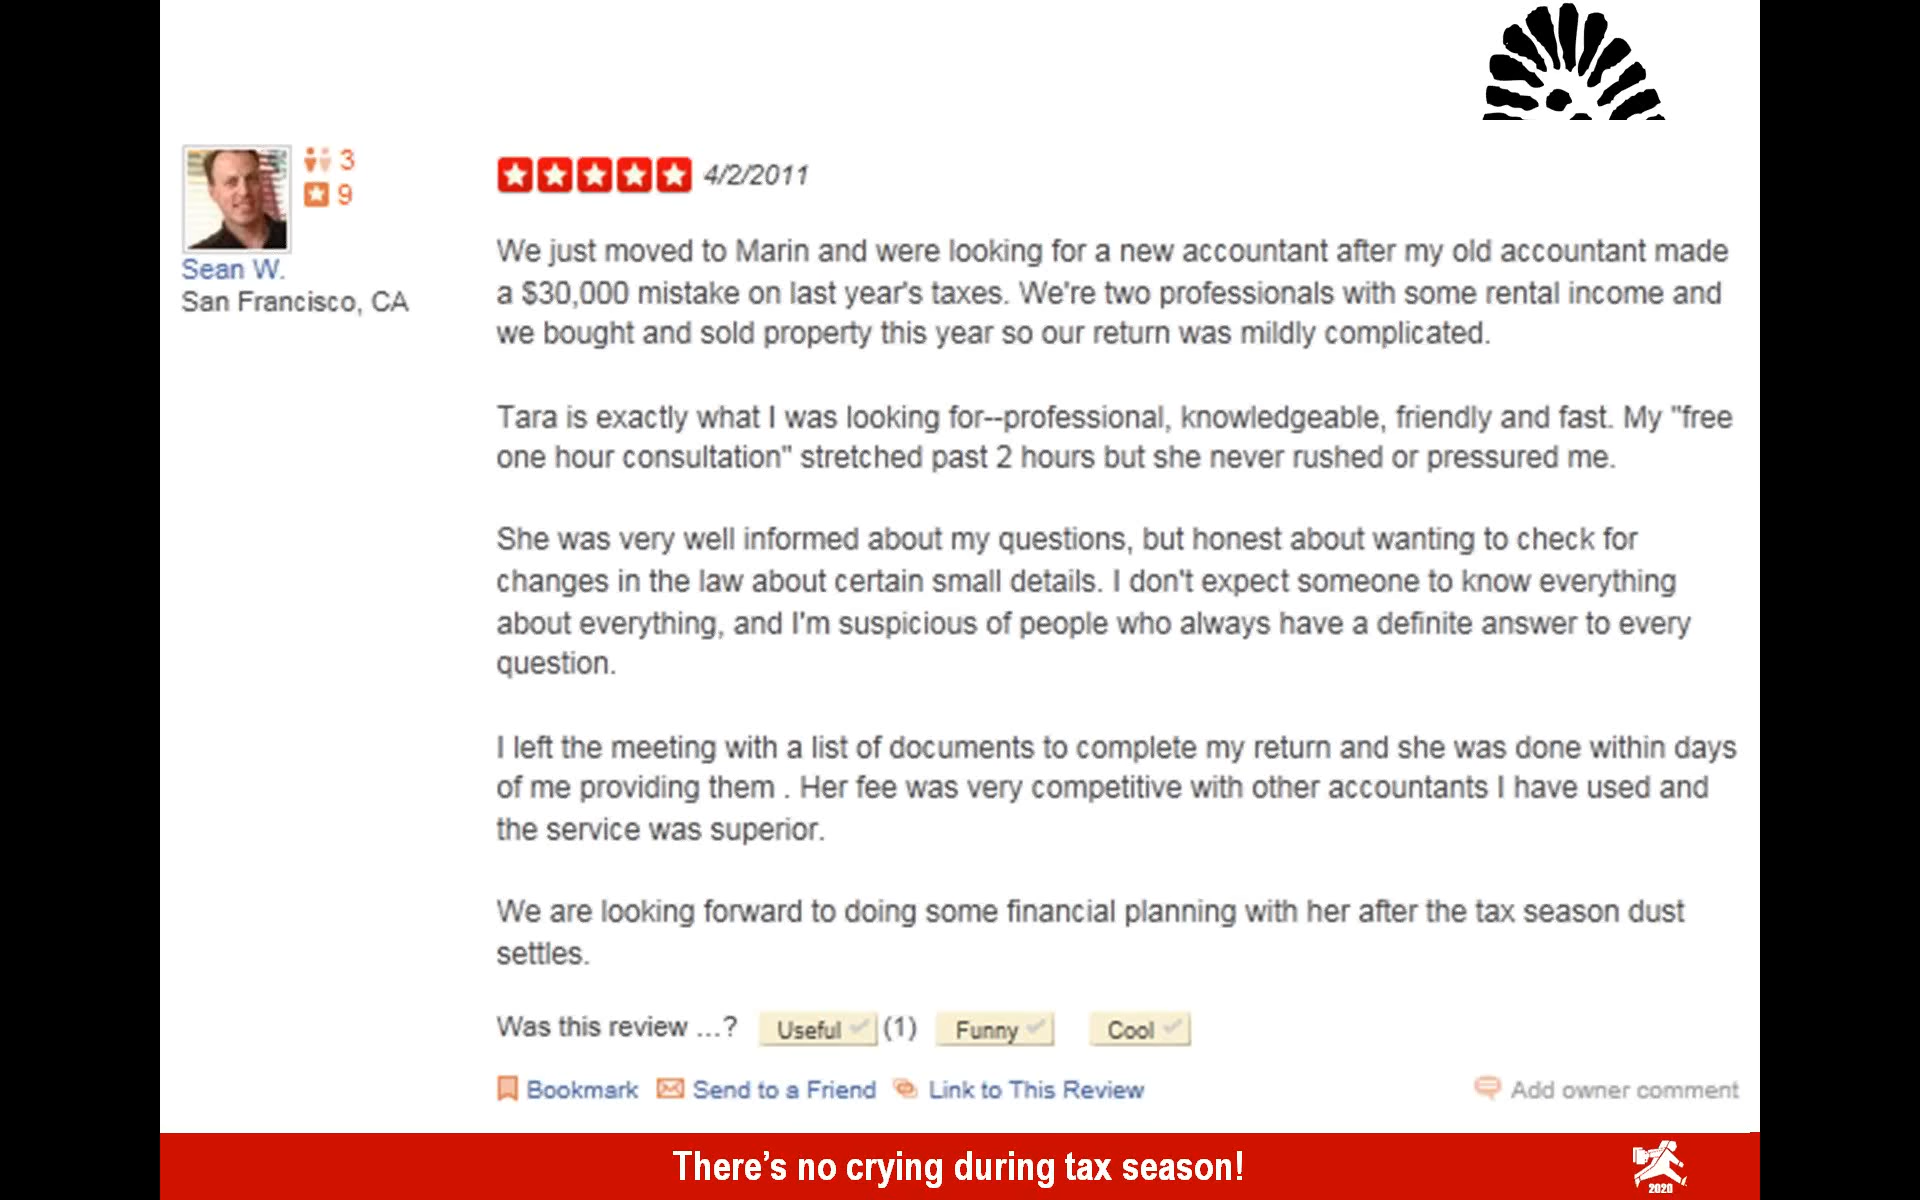 3
9
Sean W.
San Francisco, CA
4/2/2011
We just moved to Marin and were looking for a new accountant after my old accountant made
a $30,000 mistake on last year's taxes. We're two professionals with some rental income and
we bought and sold property this year so our return was mildly complicated.
Tara is exactly what I was looking for--professional, knowledgeable, friendly and fast. My "free
one hour consultation" stretched past 2 hours but she never rushed or pressured me.
She was very well informed about my questions, but honest about wanting to check for
changes in the law about certain small details. I don't expect someone to know everything
about everything, and I'm suspicious of people who always have a definite answer to every
question.
I left the meeting with a list of documents to complete my return and she was done within days
of me providing them . Her fee was very competitive with other accountants I have used and
the service was superior.
We are looking forward to doing some financial planning with her after the tax season dust
settles.
Was this review ...? Useful (1) Funny Cool
Bookmark Send to a Friend Link to This Review Add owner comment
There's no crying during tax season!
2020